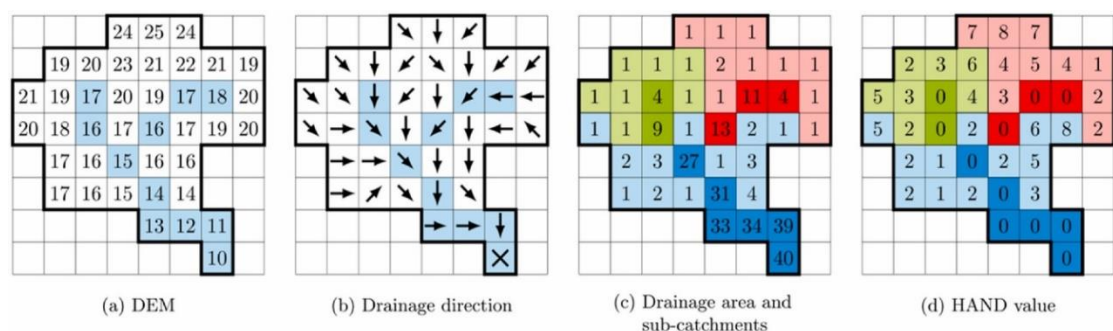 24 25 24
19 20 23 21 22 21 19
21 19 17 20 19 17 18 20
20 18 16 17 16 17 19 20
17 16 15 16 16
17 16 15 14 14
13 12 11
10
(a) DEM
(b) Drainage direction
1 1 1
1 1 1 2 1 1 1
1 1 4 1 1 11 4 1
1 1 9 1 13 2 1 1
2 3 27 1 3
1 2 1 31 4
33 34 39
40
(c) Drainage area and
sub-catchments
7 8 7
2 3 6 4 5 4 1
5 3 0 4 3 0 0 2
5 2 0 2 0 6 8 2
2 1 0 2 5
2 1 2 0 3
0 0 0
0
(d) HAND value